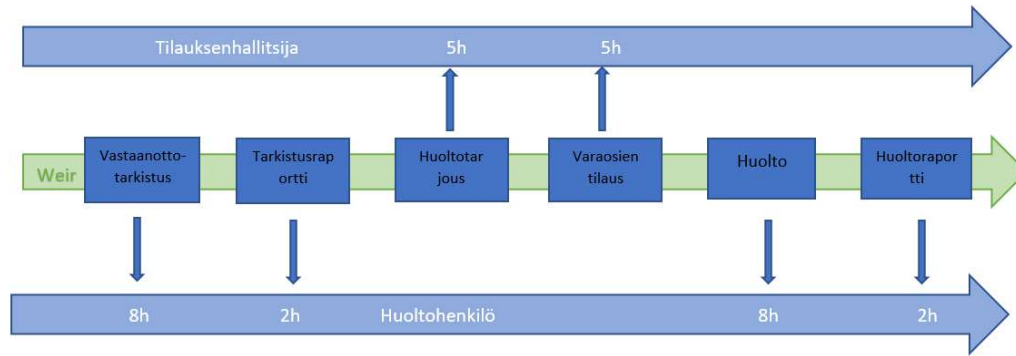 Tilauksenhallitsija 5h 5h
Weir
Vastaanotto-
tarkistus
Tarkistusrap
ortti
Huoltotar
jous
Varaosien
tilaus
Huolto
Huoltorapor
tti
8h 2h Huoltohenkilö 8h 2h